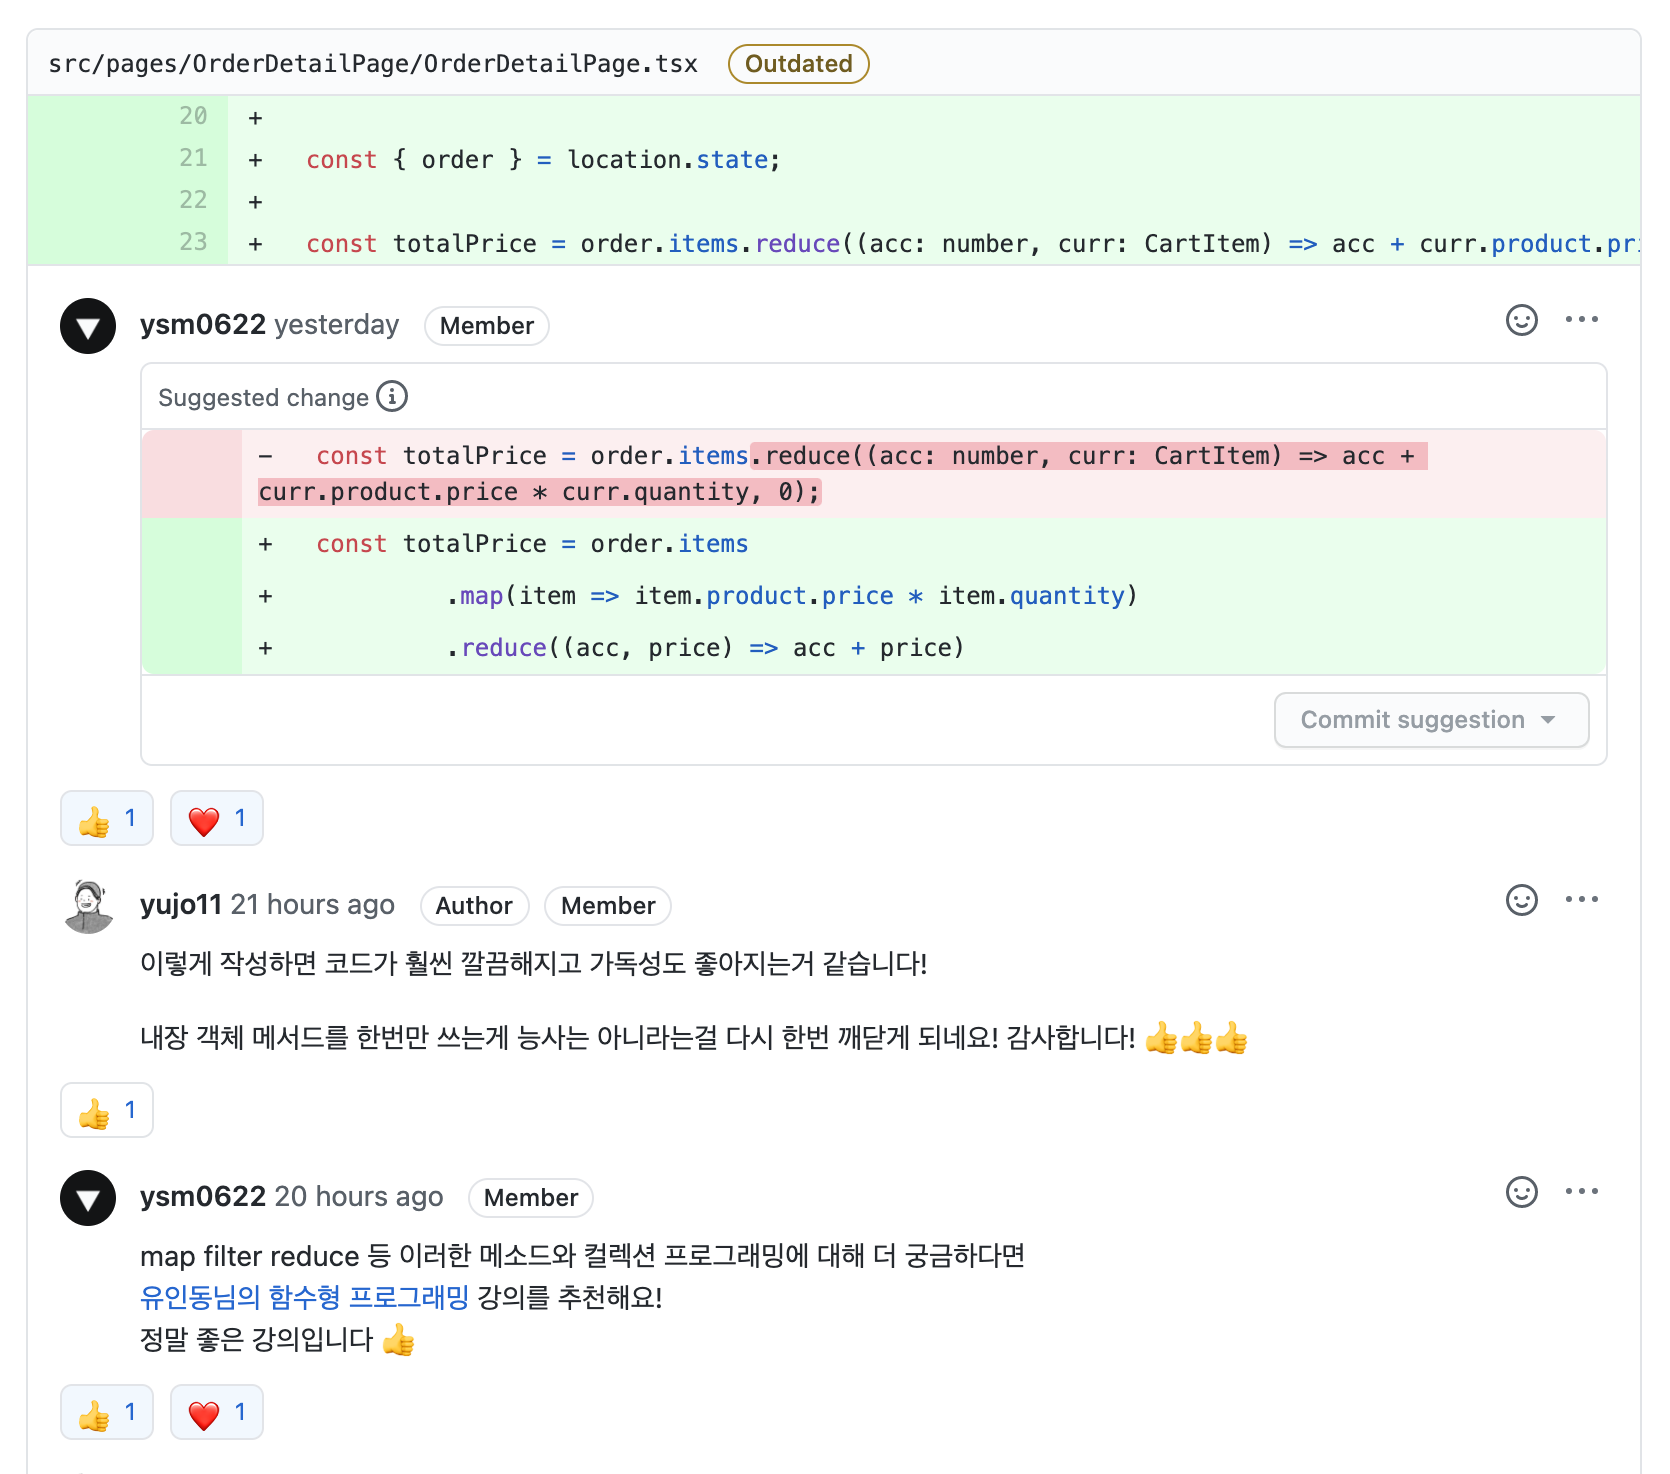 src/pages/OrderDetailPage/OrderDetailPage.tsx Outdated
20 +
21 + const { order } = location.state;
22 +
23 + const totalPrice = order.items.reduce((acc: number, curr: CartItem) => acc + curr.product.pri
ysm0622 yesterday Member
Suggested change
- const totalPrice = order.items.reduce((acc: number, curr: CartItem) => acc +
curr.product.price * curr.quantity, 0);
+ const totalPrice = order.items
+ .map(item => item.product.price * item.quantity)
+ .reduce((acc, price) => acc + price)
Commit suggestion
👍 1 ❤️ 1
yujo11 21 hours ago Author Member
이렇게 작성하면 코드가 훨씬 깔끔해지고 가독성도 좋아지는거 같습니다!
내장 객체 메서드를 한번만 쓰는게 능사는 아니라는걸 다시 한번 깨닫게 되네요! 감사합니다! 👍👍👍
👍 1
ysm0622 20 hours ago Member
map filter reduce 등 이러한 메소드와 컬렉션 프로그래밍에 대해 더 궁금하다면
유인동님의 함수형 프로그래밍 강의를 추천해요!
정말 좋은 강의입니다 👍
👍 1 ❤️ 1